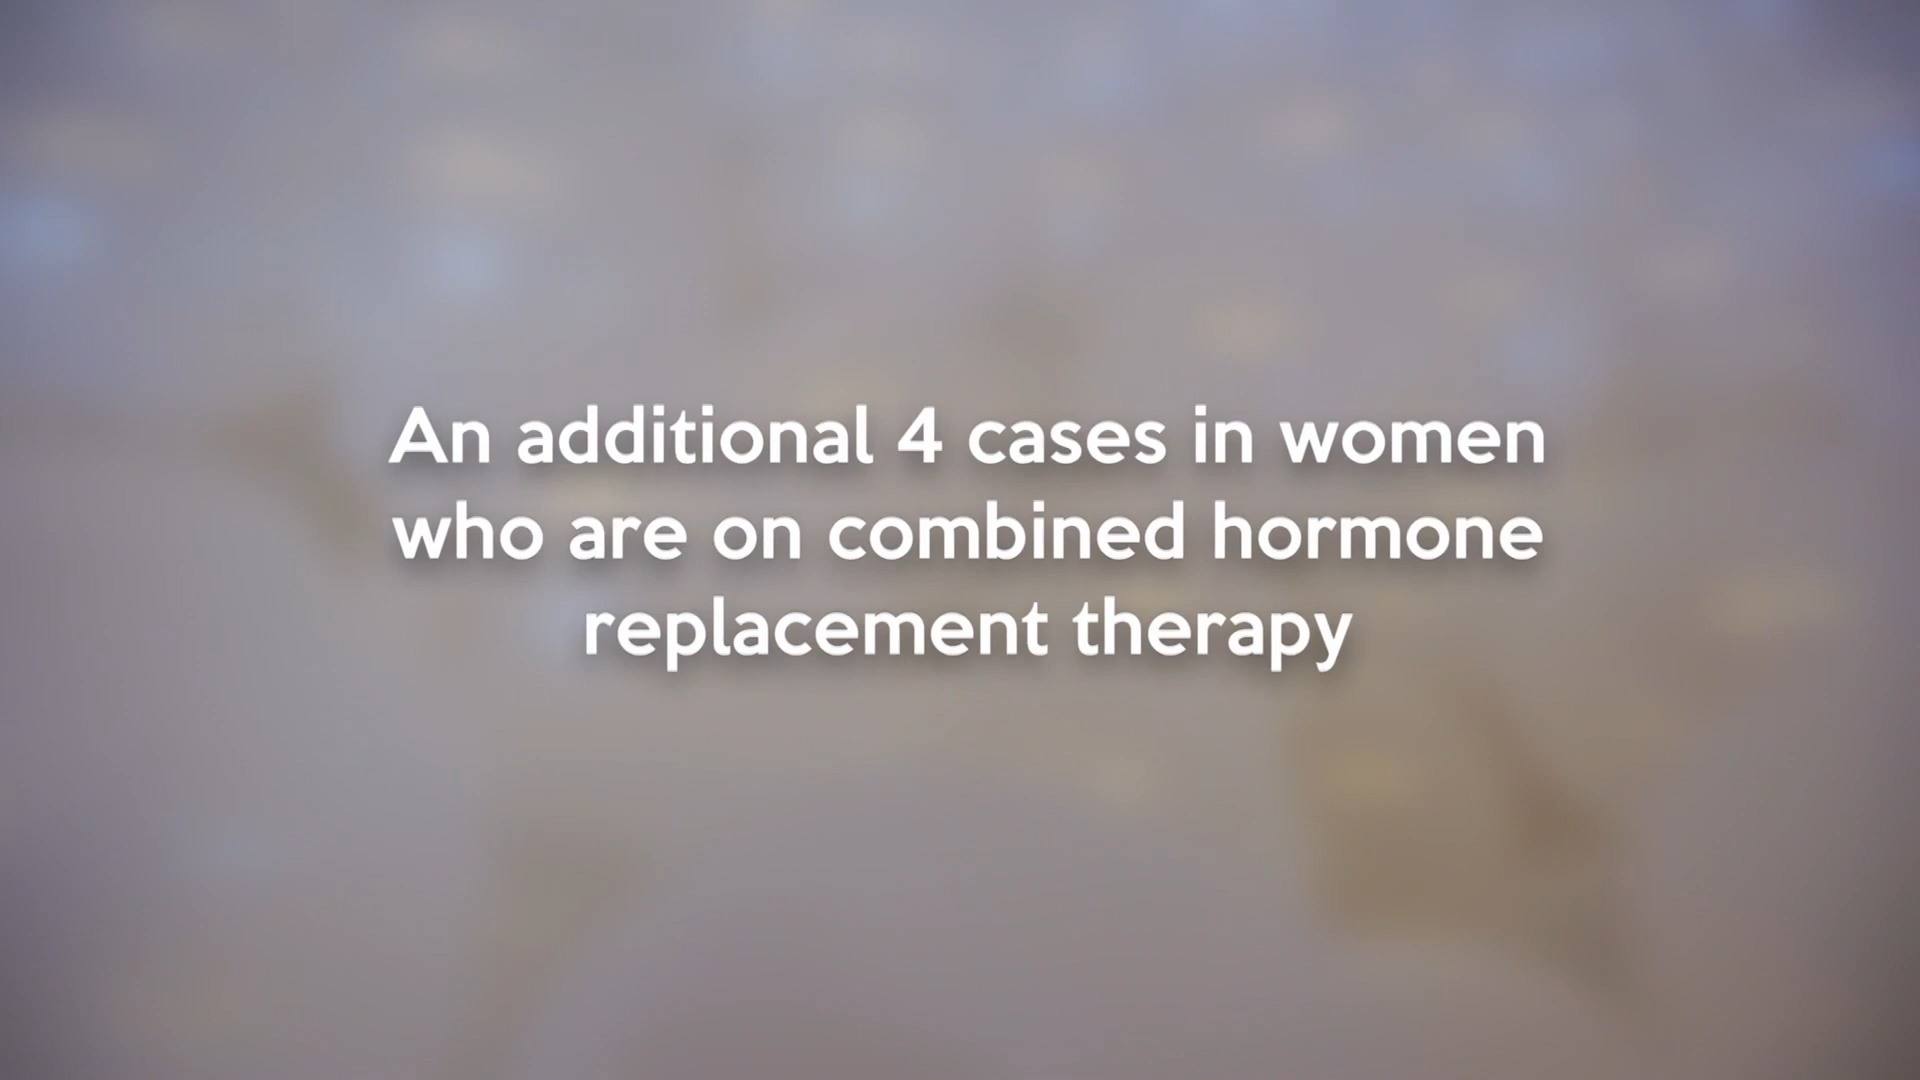 An additional 4 cases in women
who are on combined hormone
replacement therapy